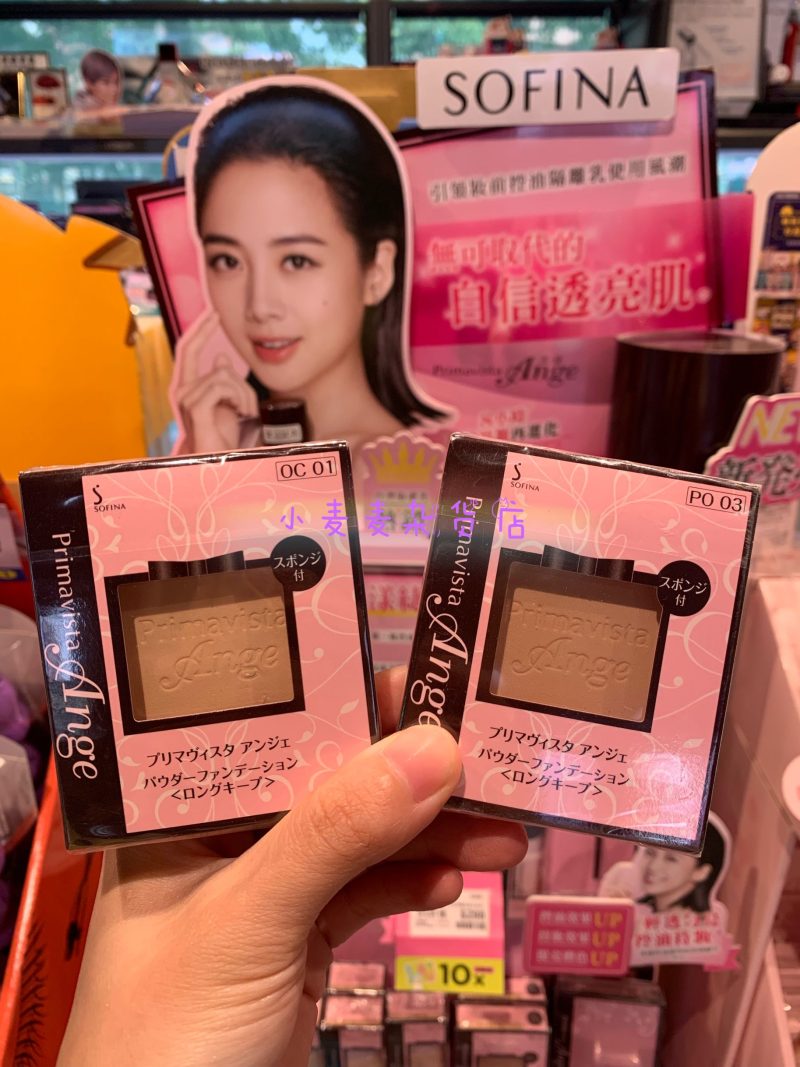 SOFINA
引領妝前控油隔離乳使用風潮
無可取代的
自信透亮肌
Primavista Ange
小麦麦杂货店
OC 01
SOFINA
スポンジ
付
Primavista
Ange
Primavista Ange
プリマヴィスタ アンジェ
パウダーファンデーション
<ロングキープ>
PO 03
SOFINA
スポンジ
付
Primavista
Ange
Primavista Ange
プリマヴィスタ アンジェ
パウダーファンデーション
<ロングキープ>
NEW
UP
UP
UP
10x